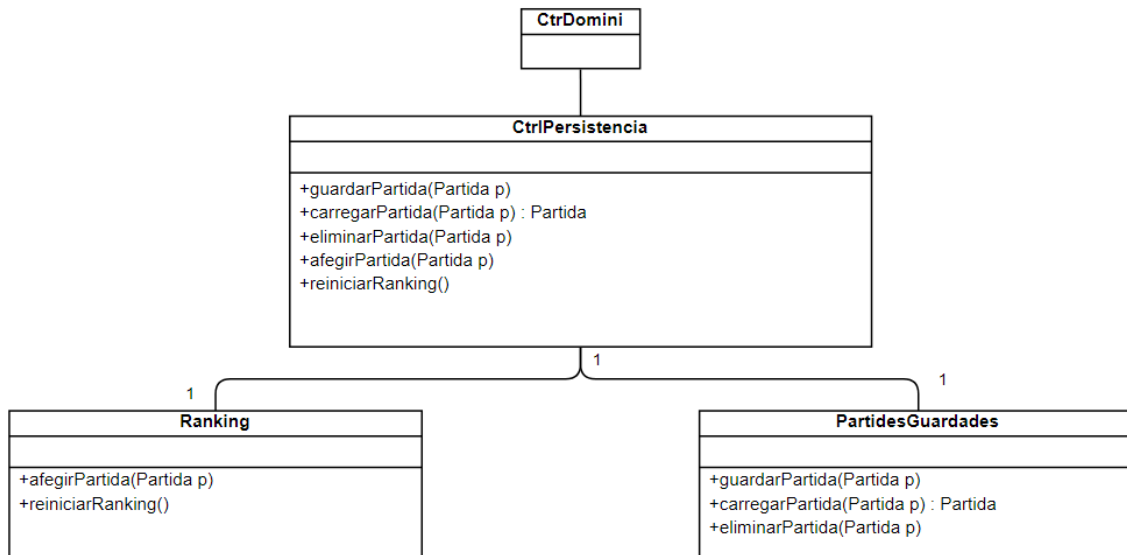 CtrDomini
CtrlPersistencia
+guardarPartida(Partida p)
+carregarPartida(Partida p) : Partida
+eliminarPartida(Partida p)
+afegirPartida(Partida p)
+reiniciarRanking()
1
1
1
Ranking
+afegirPartida(Partida p)
+reiniciarRanking()
PartidesGuardades
+guardarPartida(Partida p)
+carregarPartida(Partida p) : Partida
+eliminarPartida(Partida p)